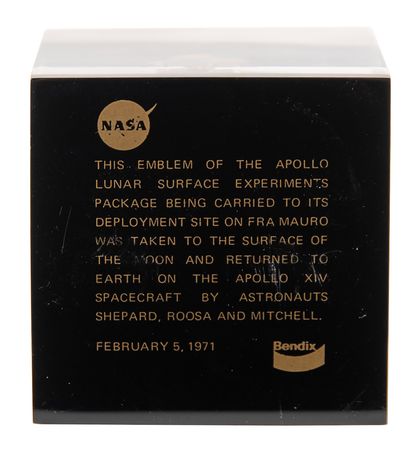 NASA
THIS EMBLEM OF THE APOLLO
LUNAR SURFACE EXPERIMENTS
PACKAGE BEING CARRIED TO ITS
DEPLOYMENT SITE ON FRA MAURO
WAS TAKEN TO THE SURFACE OF
THE MOON AND RETURNED TO
EARTH ON THE APOLLO XIV
SPACECRAFT BY ASTRONAUTS
SHEPARD, ROOSA AND MITCHELL.
FEBRUARY 5, 1971
Bendix